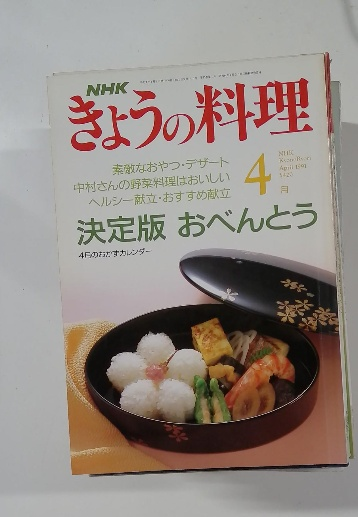 NHK
きょうの料理
素敵なおやつ・デザート
中村さんの野菜料理はおいしい
ヘルシー献立・おすすめ献立
4
月
NHK
April 1991
決定版 おべんとう
4月のおかずカレンダー